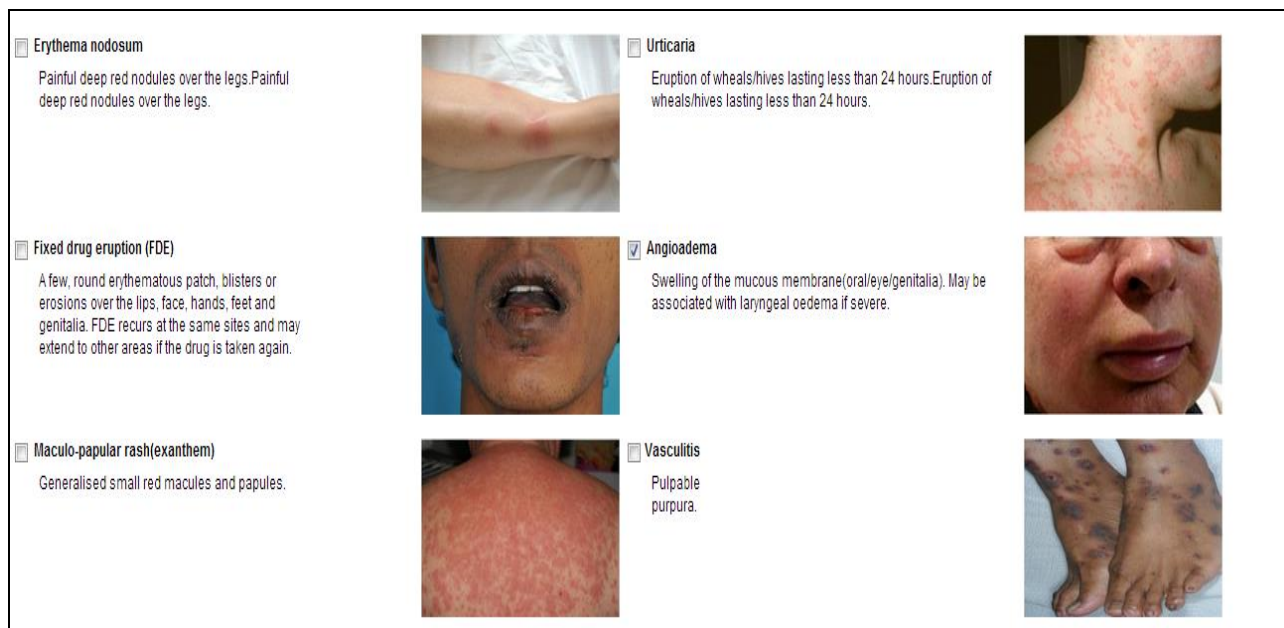 Erythema nodosum
Painful deep red nodules over the legs.Painful
deep red nodules over the legs.
Urticaria
Eruption of wheals/hives lasting less than 24 hours.Eruption of
wheals/hives lasting less than 24 hours.
Fixed drug eruption (FDE)
A few, round erythematous patch, blisters or
erosions over the lips, face, hands, feet and
genitalia. FDE recurs at the same sites and may
extend to other areas if the drug is taken again.
Angioadema
Swelling of the mucous membrane(oral/eye/genitalia). May be
associated with laryngeal oedema if severe.
Maculo-papular rash(exanthem)
Generalised small red macules and papules.
Vasculitis
Pulpable
purpura.